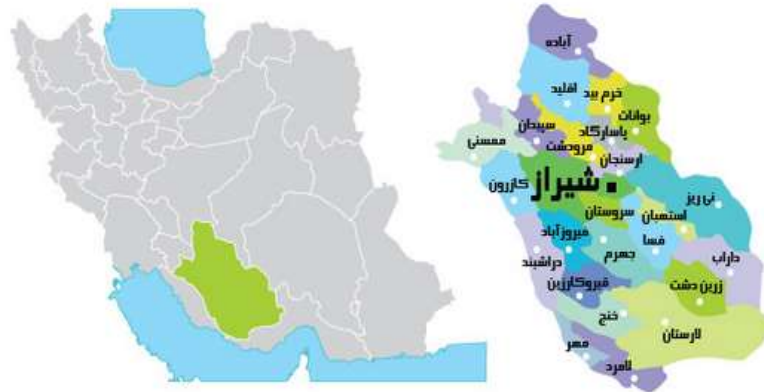 آباده
اقلید
خرم بید
بوانات
سپیدان
پاسارگاد
ممسنی
مرودشت
ارسنجان
کازرون
شیراز
نی ریز
سروستان
استهبان
فیروزآباد
فسا
جهرم
داراب
دراشبند
زرین دشت
قیروکارزین
خنج
لارستان
مهر
لامرد